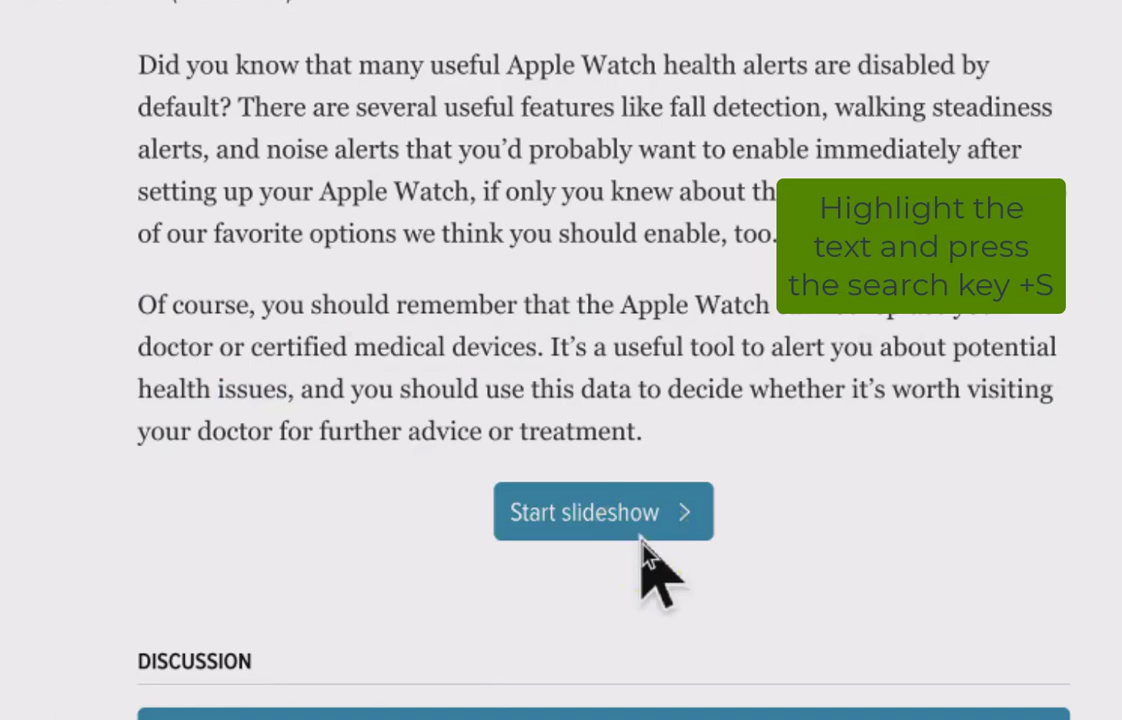 Did you know that many useful Apple Watch health alerts are disabled by
default? There are several useful features like fall detection, walking steadiness
alerts, and noise alerts that you’d probably want to enable immediately after
setting up your Apple Watch, if only you knew about th
of our favorite options we think you should enable, too.
Highlight the
text and press
the search key +S
Of course, you should remember that the Apple Watch
doctor or certified medical devices. It’s a useful tool to alert you about potential
health issues, and you should use this data to decide whether it’s worth visiting
your doctor for further advice or treatment.
Start slideshow
DISCUSSION